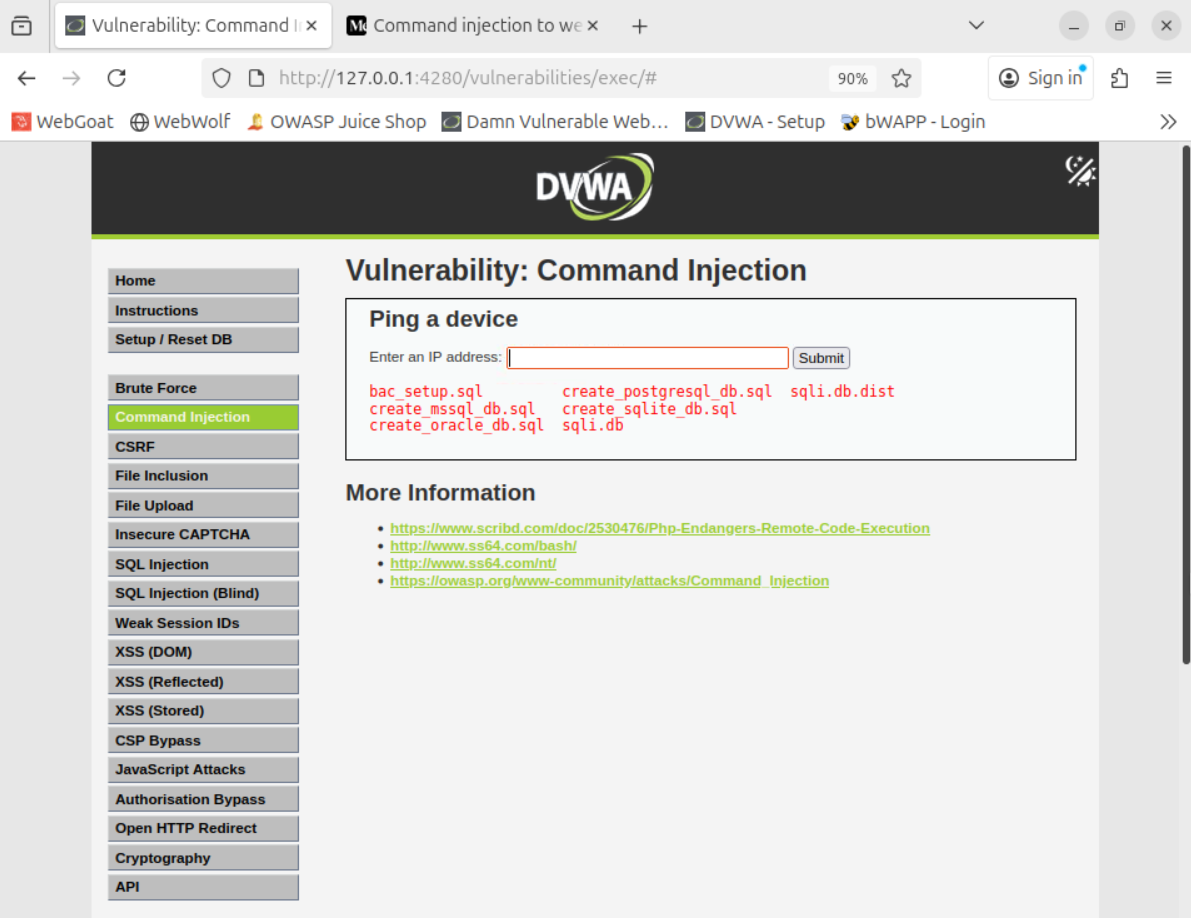 Vulnerability: Command I
Command injection to we
http://127.0.0.1:4280/vulnerabilities/exec/#
90%
Sign in
WebGoat
WebWolf
OWASP Juice Shop
Damn Vulnerable Web...
DVWA - Setup
bWAPP - Login
DVWA
Home
Instructions
Setup / Reset DB
Brute Force
Command Injection
CSRF
File Inclusion
File Upload
Insecure CAPTCHA
SQL Injection
SQL Injection (Blind)
Weak Session IDs
XSS (DOM)
XSS (Reflected)
XSS (Stored)
CSP Bypass
JavaScript Attacks
Authorisation Bypass
Open HTTP Redirect
Cryptography
API
Vulnerability: Command Injection
Ping a device
Enter an IP address:
Submit
bac_setup.sql create_postgresql_db.sql sqli.db.dist
create_mssql_db.sql create_sqlite_db.sql
create_oracle_db.sql sqli.db
More Information
https://www.scribd.com/doc/2530476/Php-Endangers-Remote-Code-Execution
http://www.ss64.com/bash/
http://www.ss64.com/nt/
https://owasp.org/www-community/attacks/Command_Injection